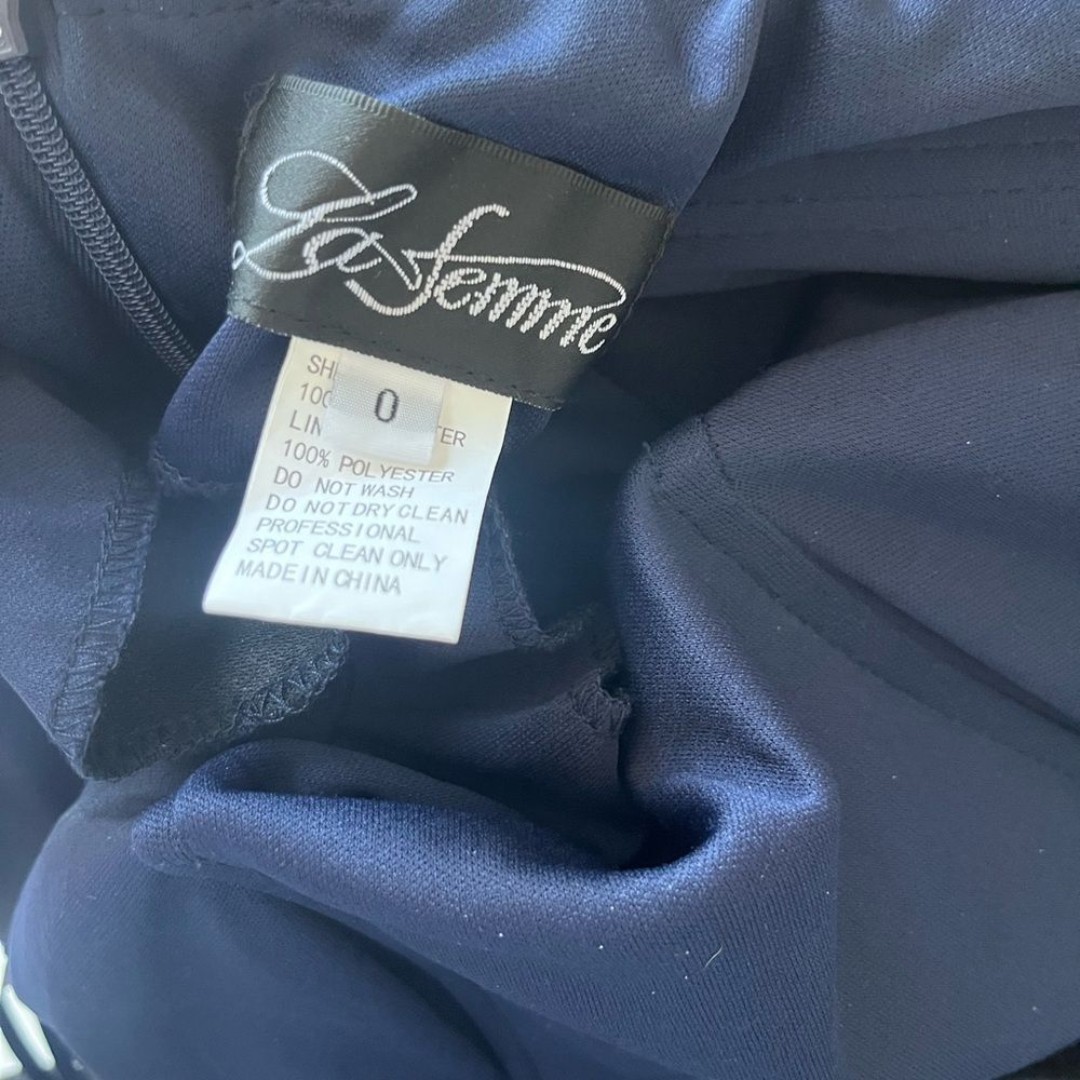 La Femme
0
100% POLYESTER
DO NOT WASH
DO NOT DRY CLEAN
PROFESSIONAL
SPOT CLEAN ONLY
MADE IN CHINA